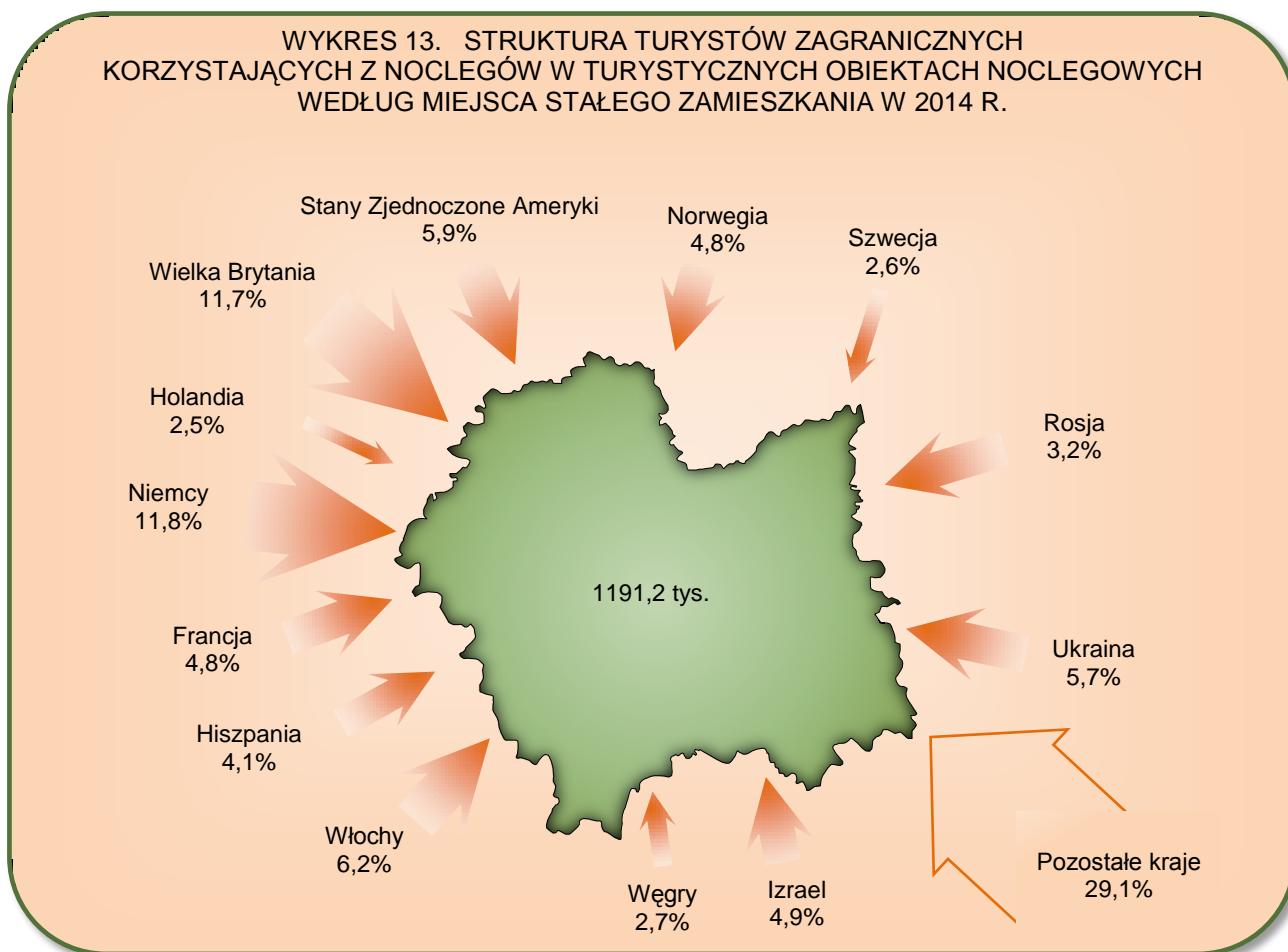 WYKRES 13. STRUKTURA TURYSTÓW ZAGRANICZNYCH
KORZYSTAJĄCYCH Z NOCLEGÓW W TURYSTYCZNYCH OBIEKTACH NOCLEGOWYCH
WEDŁUG MIEJSCA STAŁEGO ZAMIESZKANIA W 2014 R.
Stany Zjednoczone Ameryki
5,9%
Norwegia
4,8%
Szwecja
2,6%
Wielka Brytania
11,7%
Holandia
2,5%
Rosja
3,2%
Niemcy
11,8%
1191,2 tys.
Francja
4,8%
Ukraina
5,7%
Hiszpania
4,1%
Włochy
6,2%
Węgry
2,7%
Izrael
4,9%
Pozostałe kraje
29,1%